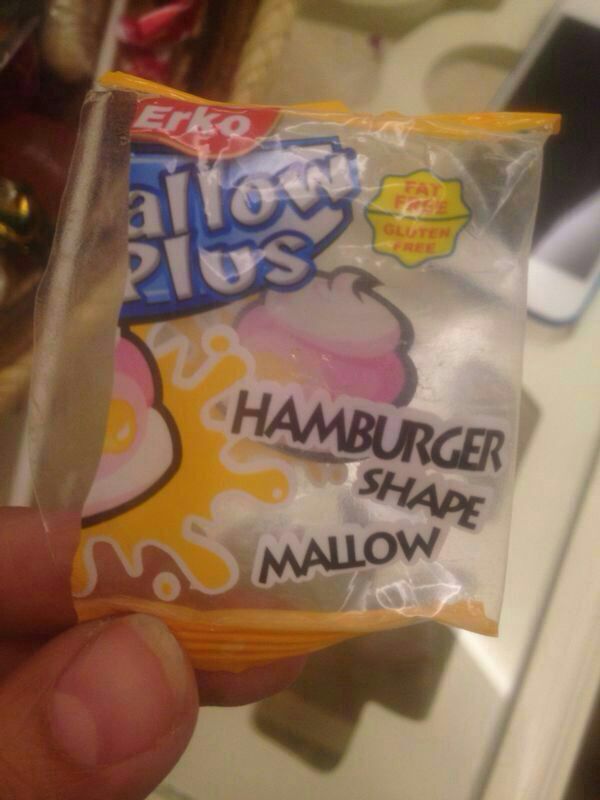 Erko
allow
Plus
FAT
FREE
GLUTEN
FREE
HAMBURGER
SHAPE
MALLOW